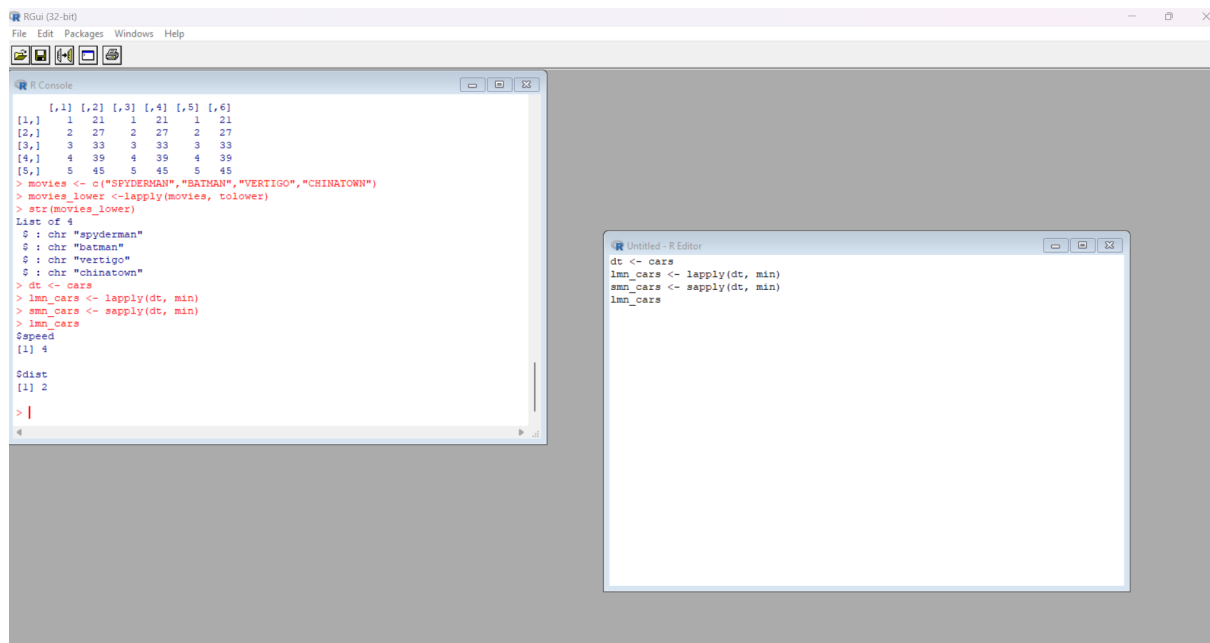 RGui (32-bit)
File Edit Packages Windows Help
R Console
[,1] [,2] [,3] [,4] [,5] [,6]
[1,] 1 21 1 21 1 21
[2,] 2 27 2 27 2 27
[3,] 3 33 3 33 3 33
[4,] 4 39 4 39 4 39
[5,] 5 45 5 45 5 45
> movies <- c("SPYDERMAN","BATMAN","VERTIGO","CHINATOWN")
> movies_lower <-lapply(movies, tolower)
> str(movies_lower)
List of 4
$ : chr "spyderman"
$ : chr "batman"
$ : chr "vertigo"
$ : chr "chinatown"
> dt <- cars
> lmn_cars <- lapply(dt, min)
> smn_cars <- sapply(dt, min)
> lmn_cars
$speed
[1] 4
$dist
[1] 2
>
Untitled - R Editor
dt <- cars
lmn_cars <- lapply(dt, min)
smn_cars <- sapply(dt, min)
lmn_cars